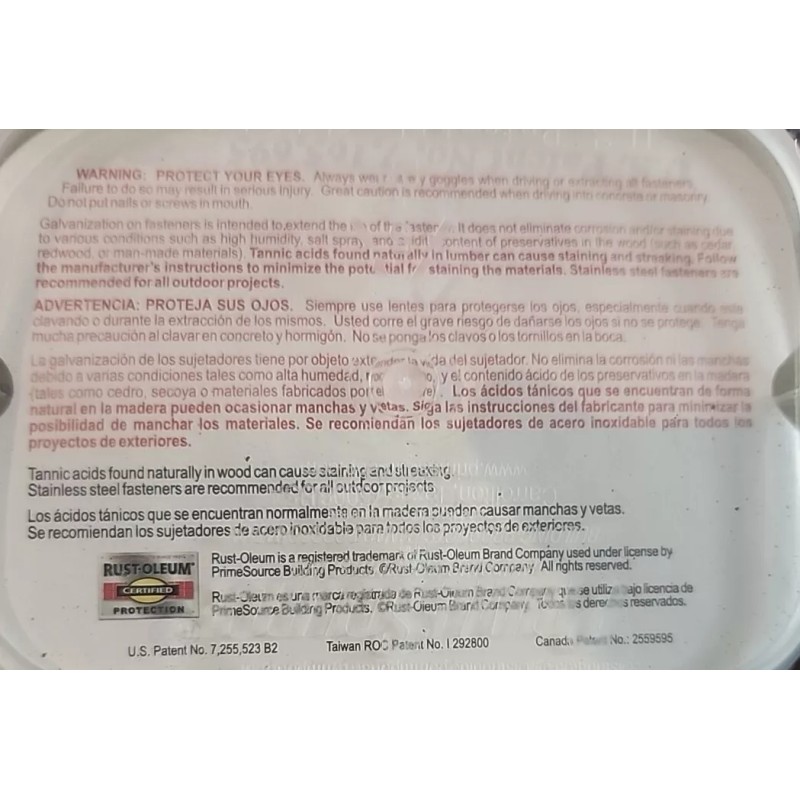 WARNING: PROTECT YOUR EYES. Always goggles when driving or extracting all fasteners.
Failure to do so may result in serious injury. Great caution is recommended when driving into concrete or masonry.
Do not put nails or screws in mouth.
Galvanization on fasteners is intended to extend the of the It does not eliminate corrosion and/or staining due
to various conditions such as high humidity, salt spray, and content of preservatives in the wood (such as cedar,
redwood, or man-made materials). Tannic acids found naturally in lumber can cause staining and streaking. Follow
the manufacturer's instructions to minimize the potential staining the materials. Stainless steel fasteners are
recommended for all outdoor projects.
ADVERTENCIA: PROTEJA SUS OJOS. Siempre use lentes para protegerse los ojos, especialmente cuando este
clavando o durante la extracción de los mismos. Usted corre el grave riesgo de dañarse los ojos si no se protege. Tenga
mucha precaución al clavar en concreto y hormigón. No se ponga los clavos o los tornillos en la boca.
La galvanización de los sujetadores tiene por objeto extender la vida del sujetador. No elimina la corrosión ni las manchas
debido a varias condiciones tales como alta humedad, y el contenido ácido de los preservativos en la madera
(tales como cedro, secoya o materiales fabricados por el Los ácidos tánicos que se encuentran de forma
natural en la madera pueden ocasionar manchas y vetas. Siga las instrucciones del fabricante para minimizar la
posibilidad de manchar los materiales. Se recomiendan los sujetadores de acero inoxidable para todos los
proyectos de exteriores.
Tannic acids found naturally in wood can cause staining and streaking.
Stainless steel fasteners are recommended for all outdoor projects
Los ácidos tánicos que se encuentran normalmente en la madera pueden causar manchas y vetas.
Se recomiendan los sujetadores de acero inoxidable para todos los proyectos de exteriores.
RUST-OLEUM
CERTIFIED
PROTECTION
Rust-Oleum is a registered trademark of Rust-Oleum Brand Company used under license by
PrimeSource Building Products. ©Rust-Oleum Brand Company. All rights reserved.
Rust-Oleum es una marca registrada de Rust-Oleum Brand Company que se utiliza bajo licencia de
PrimeSource Building Products. ©Rust-Oleum Brand Company. Todos los derechos reservados.
U.S. Patent No. 7,255,523 B2
Taiwan ROC Patent No. I 292800
Canada Patent No.: 2559595